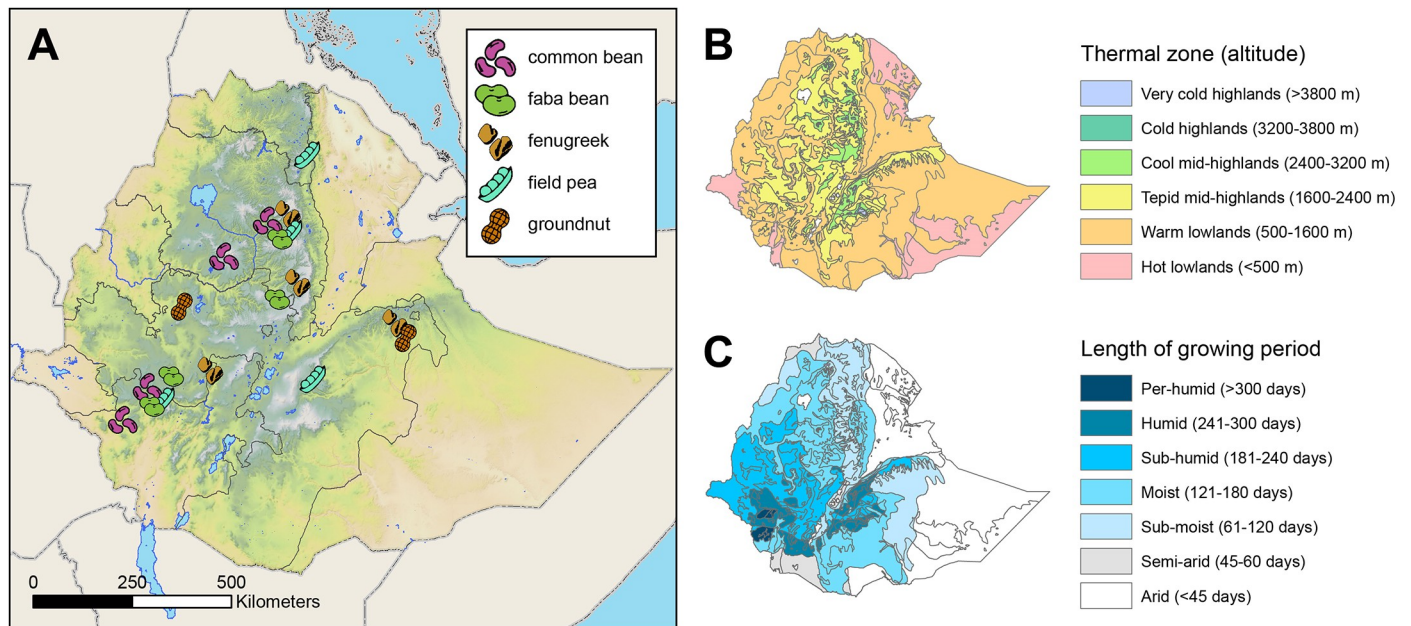 A
common bean
faba bean
fenugreek
field pea
groundnut
0 250 500
Kilometers
B
Thermal zone (altitude)
Very cold highlands (>3800 m)
Cold highlands (3200-3800 m)
Cool mid-highlands (2400-3200 m)
Tepid mid-highlands (1600-2400 m)
Warm lowlands (500-1600 m)
Hot lowlands (<500 m)
C
Length of growing period
Per-humid (>300 days)
Humid (241-300 days)
Sub-humid (181-240 days)
Moist (121-180 days)
Sub-moist (61-120 days)
Semi-arid (45-60 days)
Arid (<45 days)